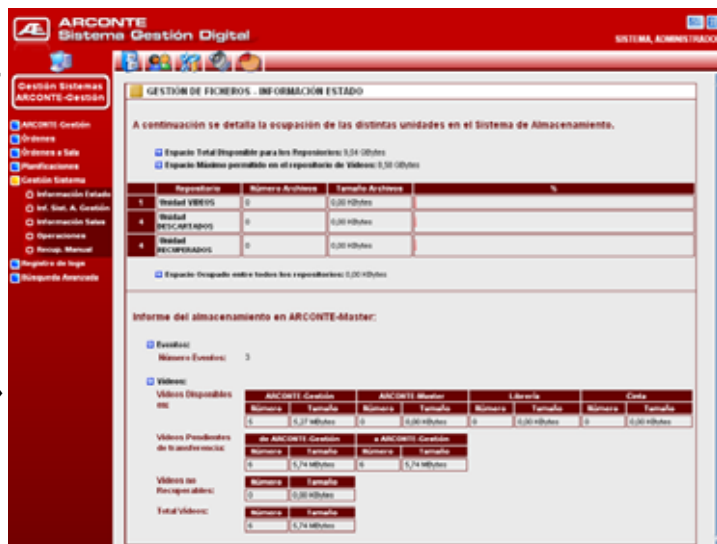 ARCONTE
Sistema Gestión Digital
SISTEMA, ADMINISTRADOR
Gestión Sistemas
ARCONTE-Gestión
ARCONTE-Gestión
Órdenes
Órdenes a Sala
Planificaciones
Gestión Sistema
Información Estado
Inf. Sist. A. Gestión
Información Salas
Operaciones
Recup. Manual
Registro de logs
Búsqueda Avanzada
GESTIÓN DE FICHEROS . INFORMACIÓN ESTADO
A continuación se detalla la ocupación de las distintas unidades en el Sistema de Almacenamiento.
Espacio Total Disponible para los Repositorios: GBytes
Espacio Máximo permitido en el repositorio de Videos: GBytes
Repositorio Número Archivos Tamaño Archivos %
Unidad VIDEOS 0 0,00 KBytes
4 Unidad DESCARTADOS 0 0,00 KBytes
4 Unidad RECUPERADOS 0 0,00 KBytes
Espacio Ocupado entre todos los repositorios: 0,00 KBytes
Informe del almacenamiento en ARCONTE-Master:
Eventos:
Número Eventos: 3
Videos:
Videos Disponibles en:
ARCONTE-Gestión ARCONTE-Master Librería Cinta
Número Tamaño Número Tamaño Número Tamaño Número Tamaño
5 5,27 MBytes 0 0,00 KBytes 0 0,00 KBytes 0 0,00 KBytes
Videos Pendientes de transferencia:
de ARCONTE-Gestión a ARCONTE-Gestión
Número Tamaño Número Tamaño
6 5,74 MBytes 6 5,74 MBytes
Videos no Recuperables:
Número Tamaño
0 0,00 KBytes
Total Videos:
Número Tamaño
6 5,74 MBytes